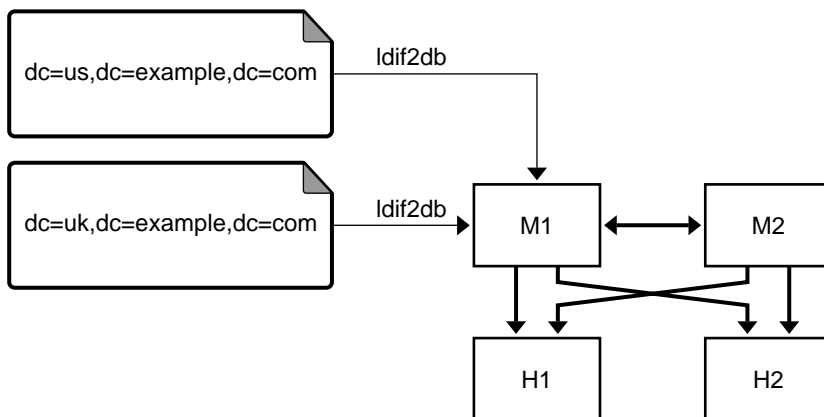 dc=us,dc=example,dc=com
ldif2db
dc=uk,dc=example,dc=com
ldif2db
M1
M2
H1
H2